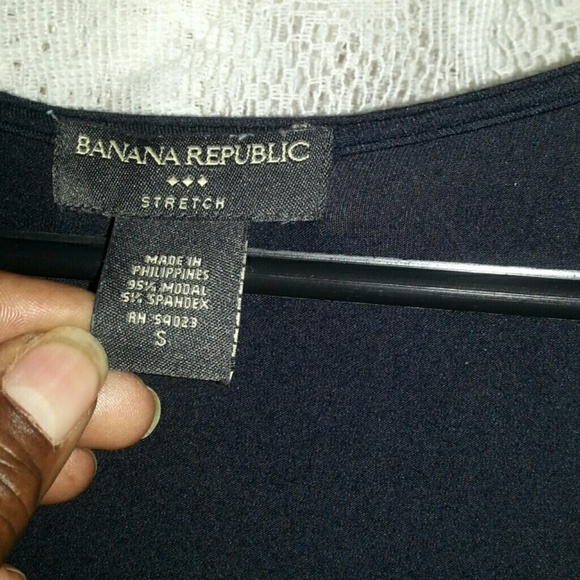 BANANA REPUBLIC
STRETCH
MADE IN
PHILIPPINES
95% MODAL
5% SPANDEX
RN 54023
S